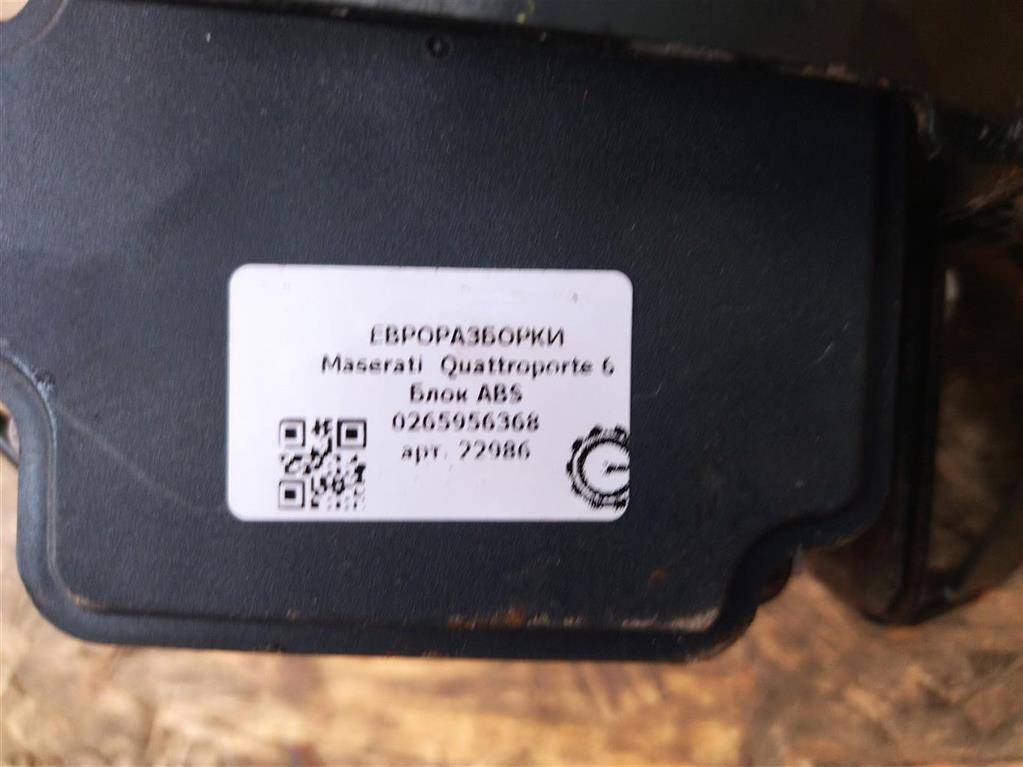 ЕВРОРАЗБОРКИ
Maserati Quattroporte 6
Блок ABS
0265956368
арт. 22986